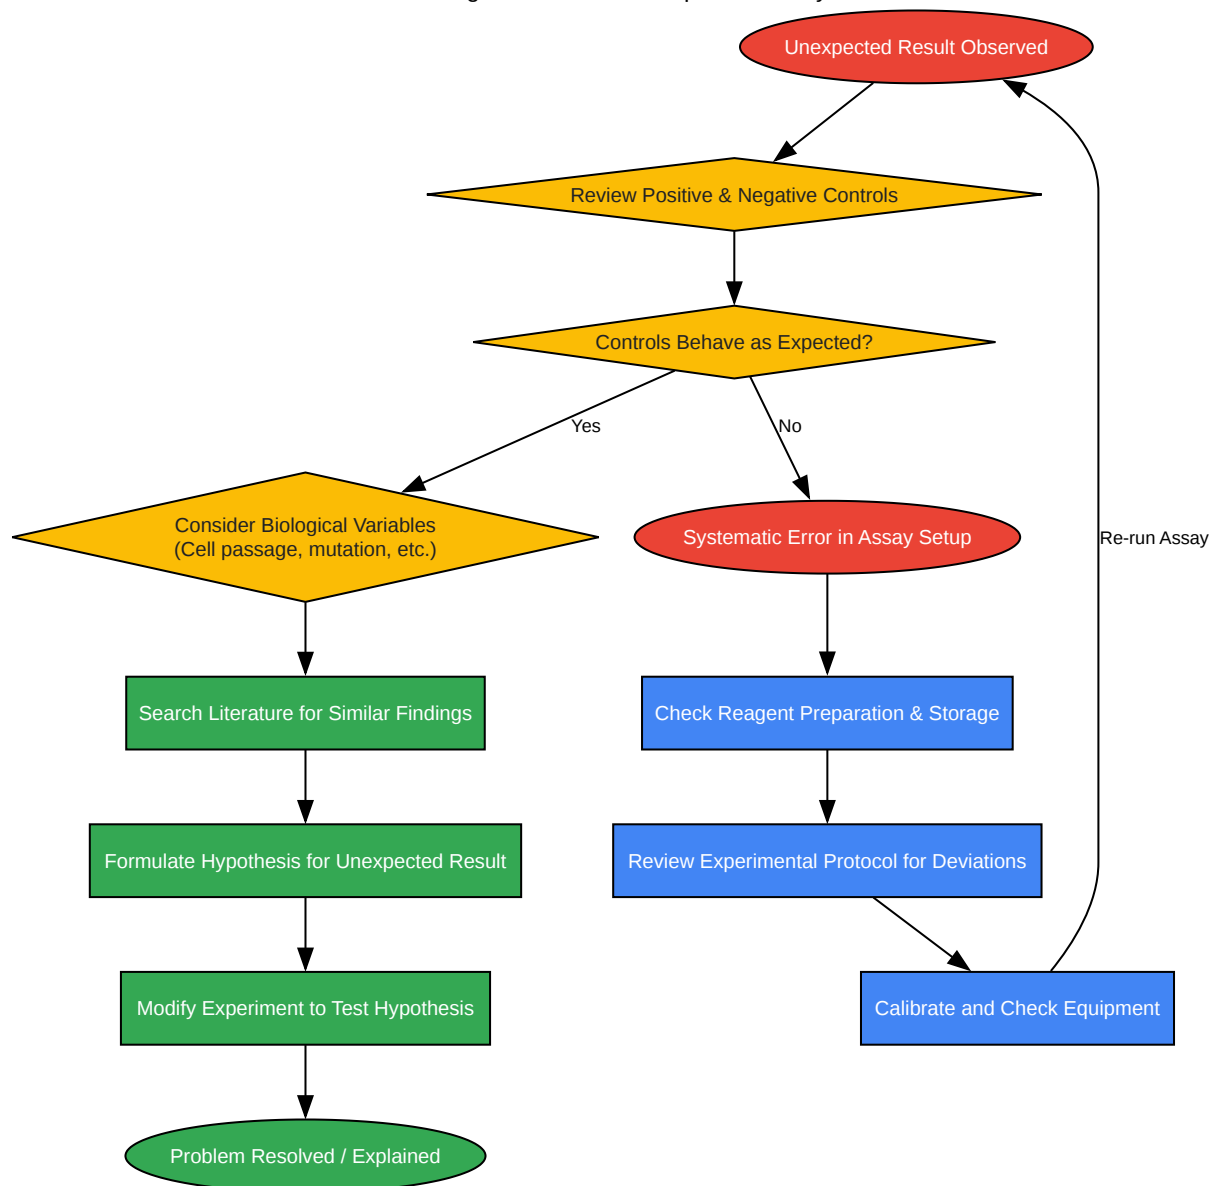 Unexpected Result Observed
Review Positive & Negative Controls
Controls Behave as Expected?
Yes
No
Consider Biological Variables
(Cell passage, mutation, etc.)
Systematic Error in Assay Setup
Re-run Assay
Search Literature for Similar Findings
Check Reagent Preparation & Storage
Formulate Hypothesis for Unexpected Result
Review Experimental Protocol for Deviations
Modify Experiment to Test Hypothesis
Calibrate and Check Equipment
Problem Resolved / Explained